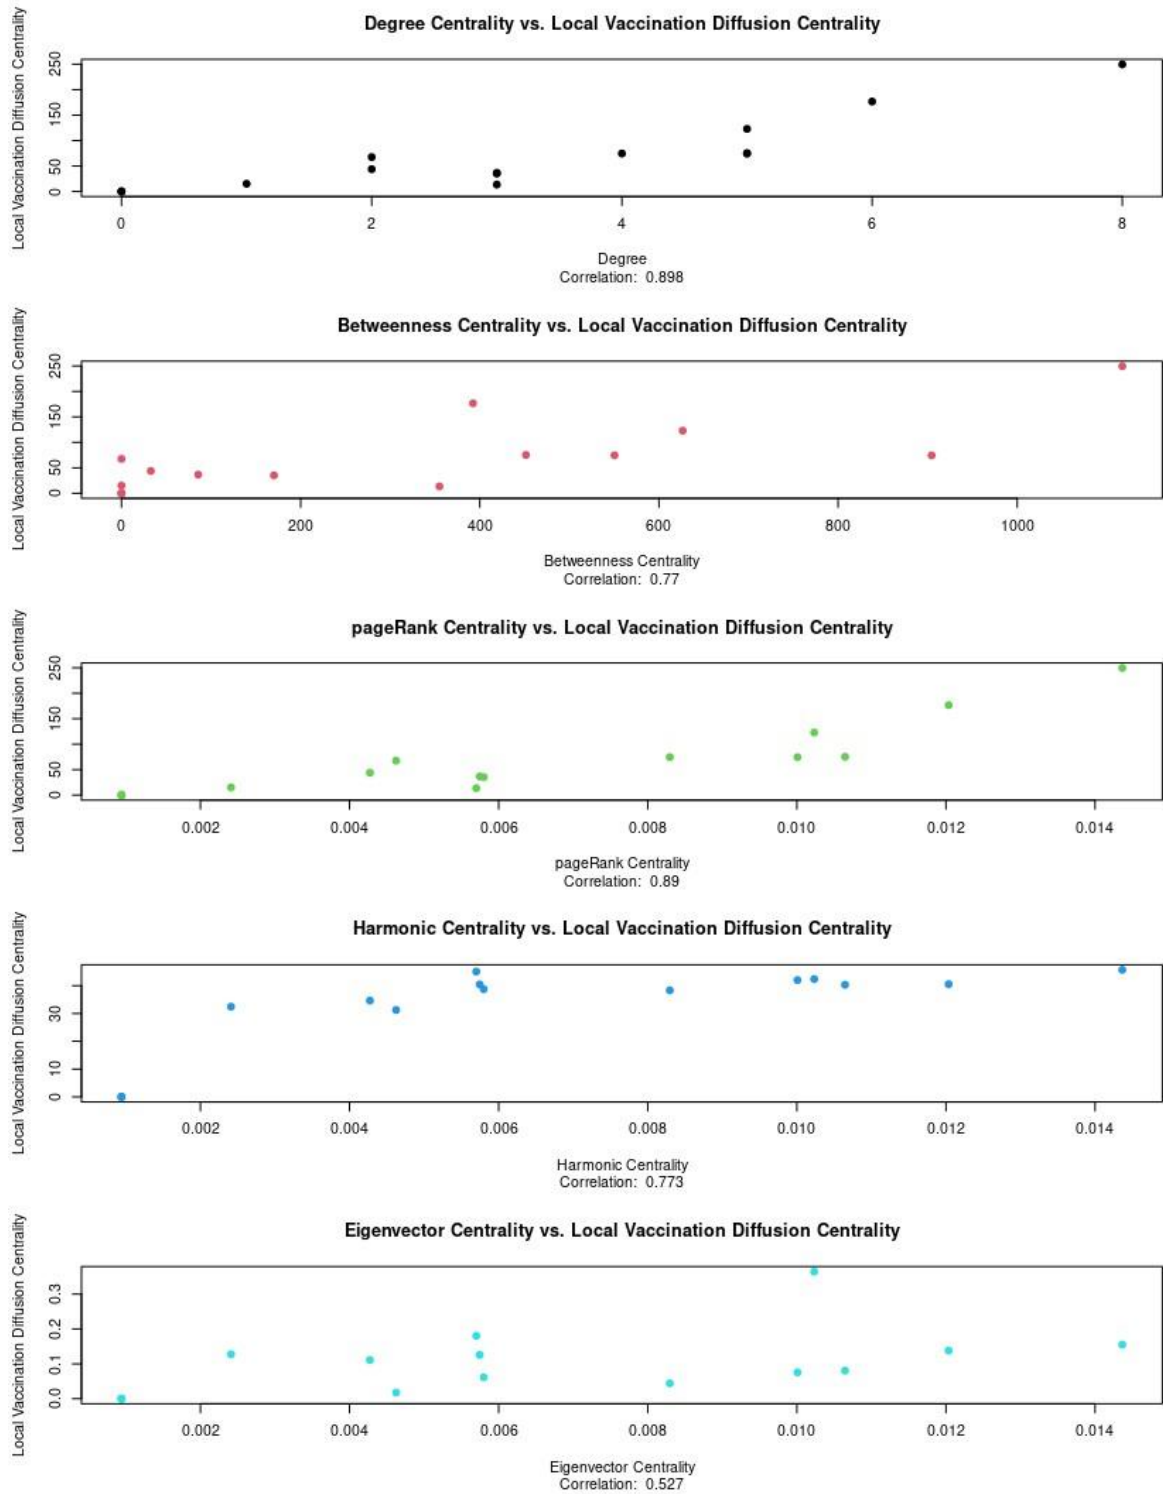 Degree Centrality vs. Local Vaccination Diffusion Centrality
Local Vaccination Diffusion Centrality
250
150
50
0
0 2 4 6 8
Degree
Correlation: 0.898
Betweenness Centrality vs. Local Vaccination Diffusion Centrality
Local Vaccination Diffusion Centrality
250
150
50
0
0 200 400 600 800 1000
Betweenness Centrality
Correlation: 0.77
pageRank Centrality vs. Local Vaccination Diffusion Centrality
Local Vaccination Diffusion Centrality
250
150
50
0
0.002 0.004 0.006 0.008 0.010 0.012 0.014
pageRank Centrality
Correlation: 0.89
Harmonic Centrality vs. Local Vaccination Diffusion Centrality
Local Vaccination Diffusion Centrality
30
10
0
0.002 0.004 0.006 0.008 0.010 0.012 0.014
Harmonic Centrality
Correlation: 0.773
Eigenvector Centrality vs. Local Vaccination Diffusion Centrality
Local Vaccination Diffusion Centrality
0.3
0.2
0.1
0.0
0.002 0.004 0.006 0.008 0.010 0.012 0.014
Eigenvector Centrality
Correlation: 0.527